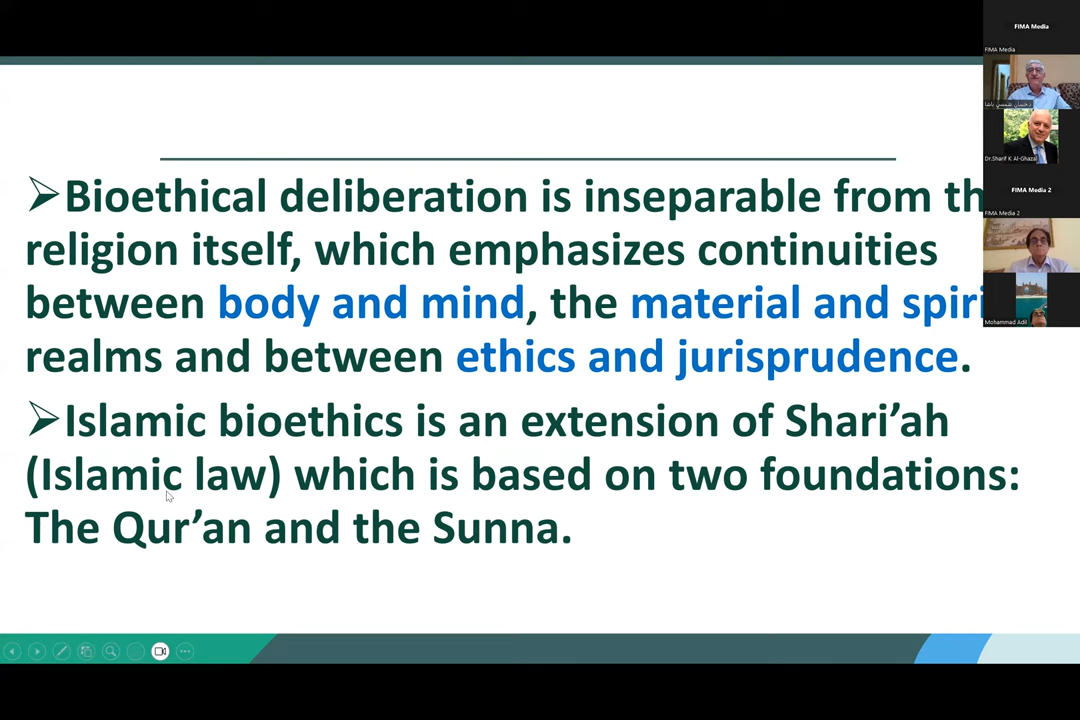 ➢Bioethical deliberation is inseparable from th
religion itself, which emphasizes continuities
between body and mind, the material and spiri
realms and between ethics and jurisprudence.
➢Islamic bioethics is an extension of Shari’ah
(Islamic law) which is based on two foundations:
The Qur’an and the Sunna.
FIMA Media
FIMA Media
د حسان شمسي باشا
Dr.Sharif K Al-Ghazal
FIMA Media 2
FIMA Media 2
Mohammad Adil